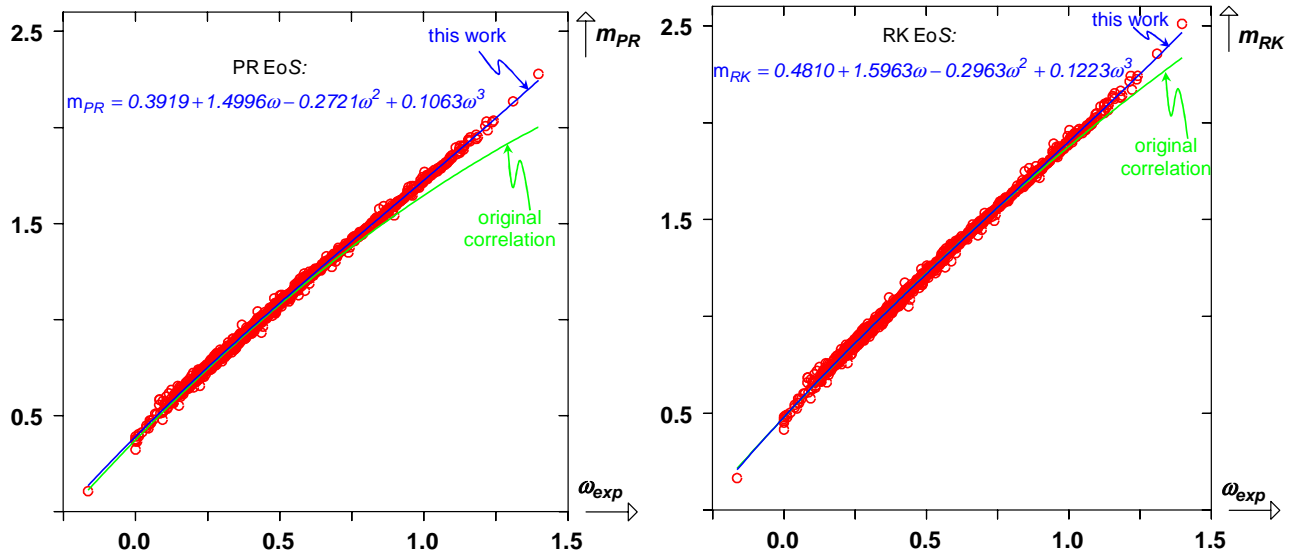 2.5
this work
m_PR
PR EoS:
m_PR = 0.3919+1.4996ω−0.2721ω²+0.1063ω³
1.5
original
correlation
0.5
ω_exp
0.0
0.5
1.0
1.5
2.5
this work
m_RK
RK EoS:
m_RK = 0.4810+1.5963ω−0.2963ω²+0.1223ω³
original
correlation
1.5
0.5
ω_exp
0.0
0.5
1.0
1.5